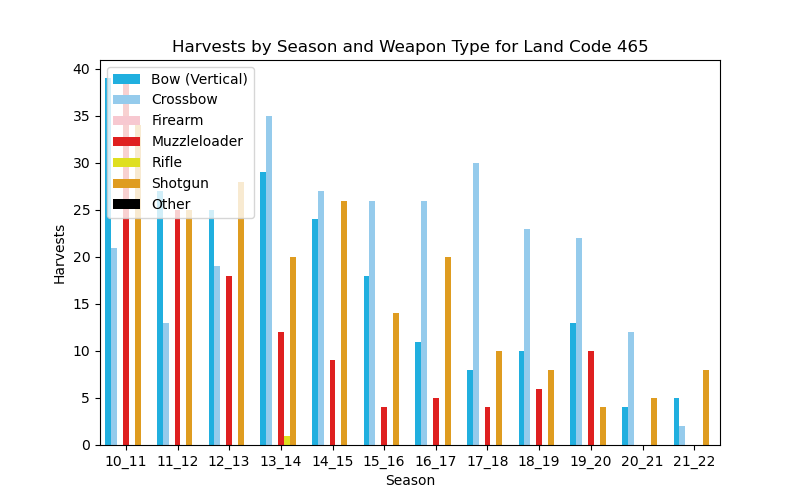 Harvests by Season and Weapon Type for Land Code 465
40
35
30
25
20
15
10
5
0
Harvests
Bow (Vertical)
Crossbow
Firearm
Muzzleloader
Rifle
Shotgun
Other
10_11 11_12 12_13 13_14 14_15 15_16 16_17 17_18 18_19 19_20 20_21 21_22
Season